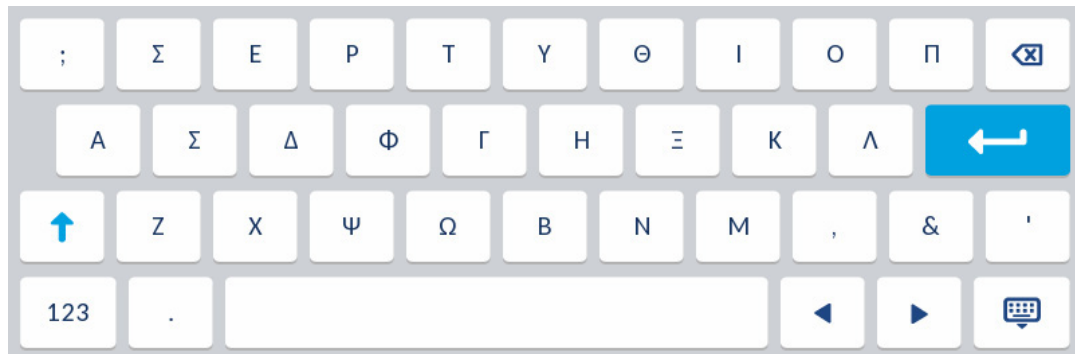 ; Σ Ε Ρ Τ Υ Θ Ι Ο Π
Α Σ Δ Φ Γ Η Ξ Κ Λ
Ζ Χ Ψ Ω Β Ν Μ , & '
123 .